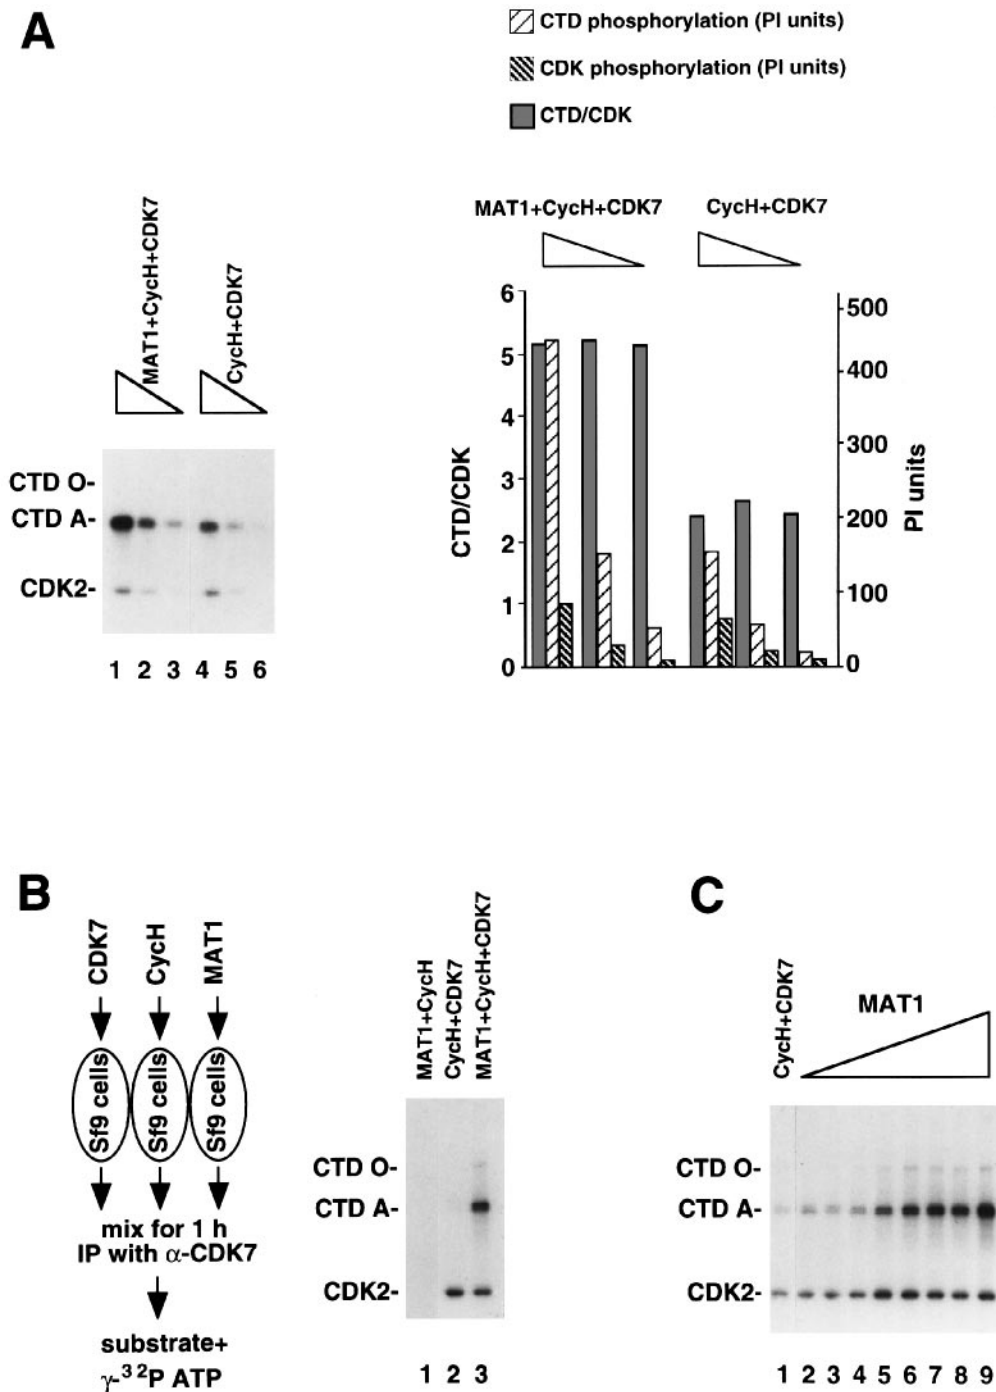 A
CTD phosphorylation (PI units)
CDK phosphorylation (PI units)
CTD/CDK
MAT1+CycH+CDK7
CycH+CDK7
CTD O-
CTD A-
CDK2-
1 2 3 4 5 6
MAT1+CycH+CDK7
CycH+CDK7
CTD/CDK
6
5
4
3
2
1
0
500
400
300
200
100
0
PI units
B
CDK7
CycH
MAT1
Sf9 cells
Sf9 cells
Sf9 cells
mix for 1 h
IP with α-CDK7
substrate+
γ-³²P ATP
MAT1+CycH
CycH+CDK7
MAT1+CycH+CDK7
CTD O-
CTD A-
CDK2-
1 2 3
C
CycH+CDK7
MAT1
CTD O-
CTD A-
CDK2-
1 2 3 4 5 6 7 8 9